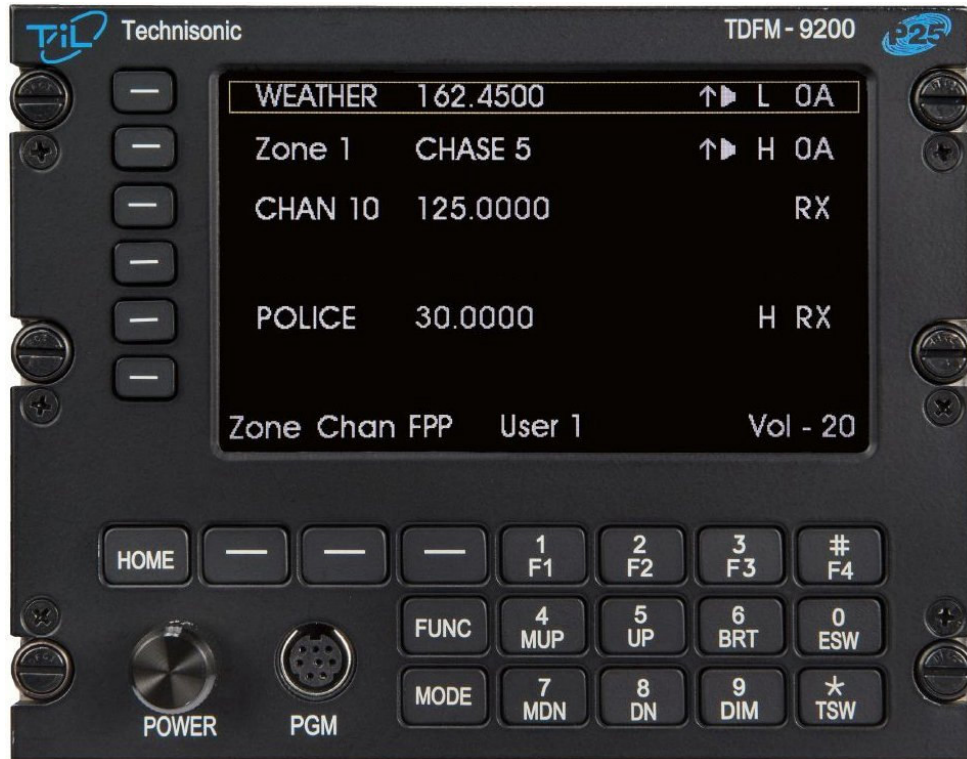 TiL Technisonic TDFM - 9200 P25
WEATHER 162.4500 ↑▶ L 0A
Zone 1 CHASE 5 ↑▶ H 0A
CHAN 10 125.0000 RX
POLICE 30.0000 H RX
Zone Chan FPP User 1 Vol - 20
HOME 1 2 3 #
F1 F2 F3 F4
FUNC 4 5 6 0
MUP UP BRT ESW
MODE 7 8 9 *
MDN DN DIM TSW
POWER PGM